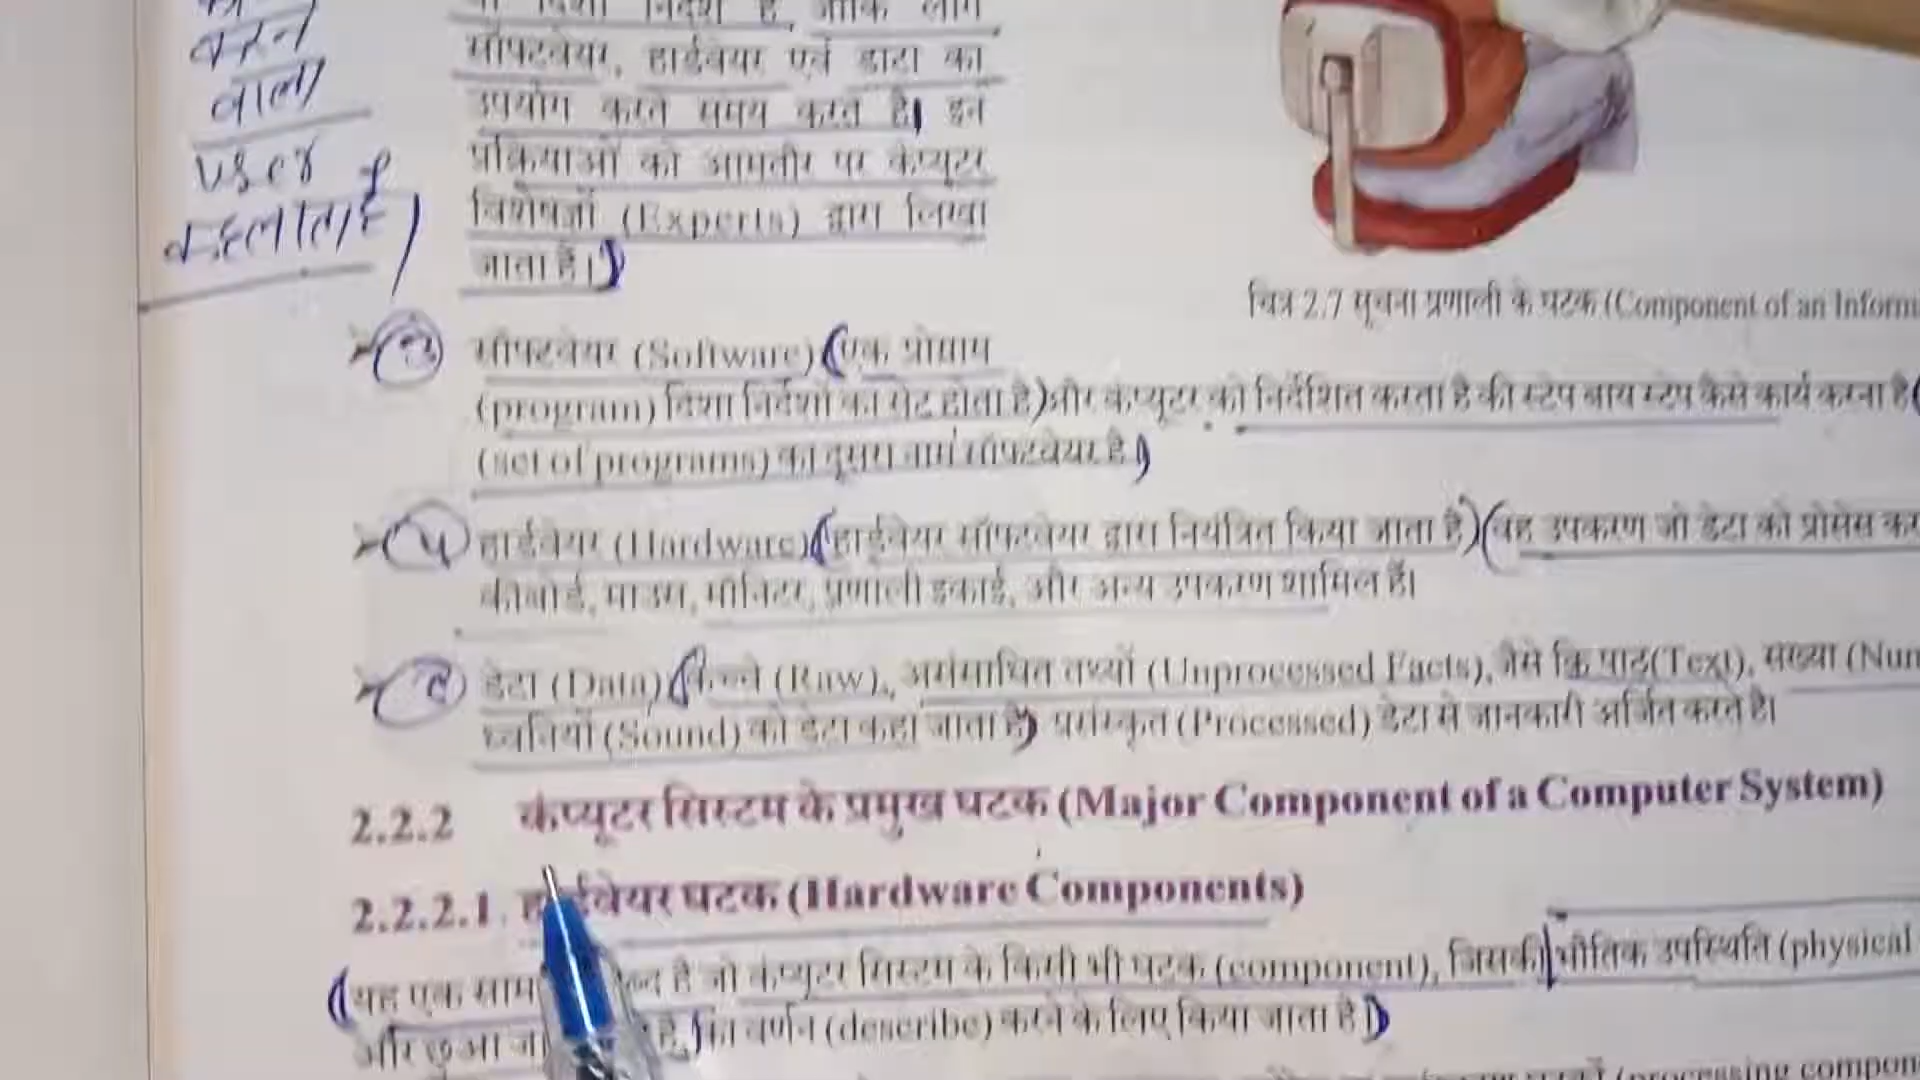 करने
वाला
user
कहलाता है।
सॉफ्टवेयर, हार्डवेयर एवं डाटा का
उपयोग करते समय करते है। इन
प्रक्रियाओं को आमतौर पर कंप्यूटर
विशेषज्ञों (Experts) द्वारा लिखा
जाता है।
चित्र 2.7 सूचना प्रणाली के घटक (Component of an Inform
सॉफ्टवेयर (Software) एक प्रोग्राम
(program) दिशा निर्देशों का सेट होता है और कंप्यूटर को निर्देशित करता है की स्टेप बाय स्टेप कैसे कार्य करना है
(set of programs) का दूसरा नाम सॉफ्टवेयर है।
हार्डवेयर (Hardware) हार्डवेयर सॉफ्टवेयर द्वारा नियंत्रित किया जाता है वह उपकरण जो डेटा को प्रोसेस कर
कीबोर्ड, माउस, मॉनिटर, प्रणाली इकाई, और अन्य उपकरण शामिल हैं।
डेटा (Data) कच्चे (Raw), असंसाधित तथ्यों (Unprocessed Facts), जैसे कि पाठ(Text), संख्या (Num
ध्वनियों (Sound) को डेटा कहा जाता है प्रसंस्कृत (Processed) डेटा से जानकारी अर्जित करते है।
2.2.2 कंप्यूटर सिस्टम के प्रमुख घटक (Major Component of a Computer System)
2.2.2.1. हार्डवेयर घटक (Hardware Components)
यह एक साम ब्द है जो कंप्यूटर सिस्टम के किसी भी घटक (component), जिसकी भौतिक उपस्थिति (physical
और छुआ जा है, का वर्णन (describe) करने के लिए किया जाता है।
(processing compon